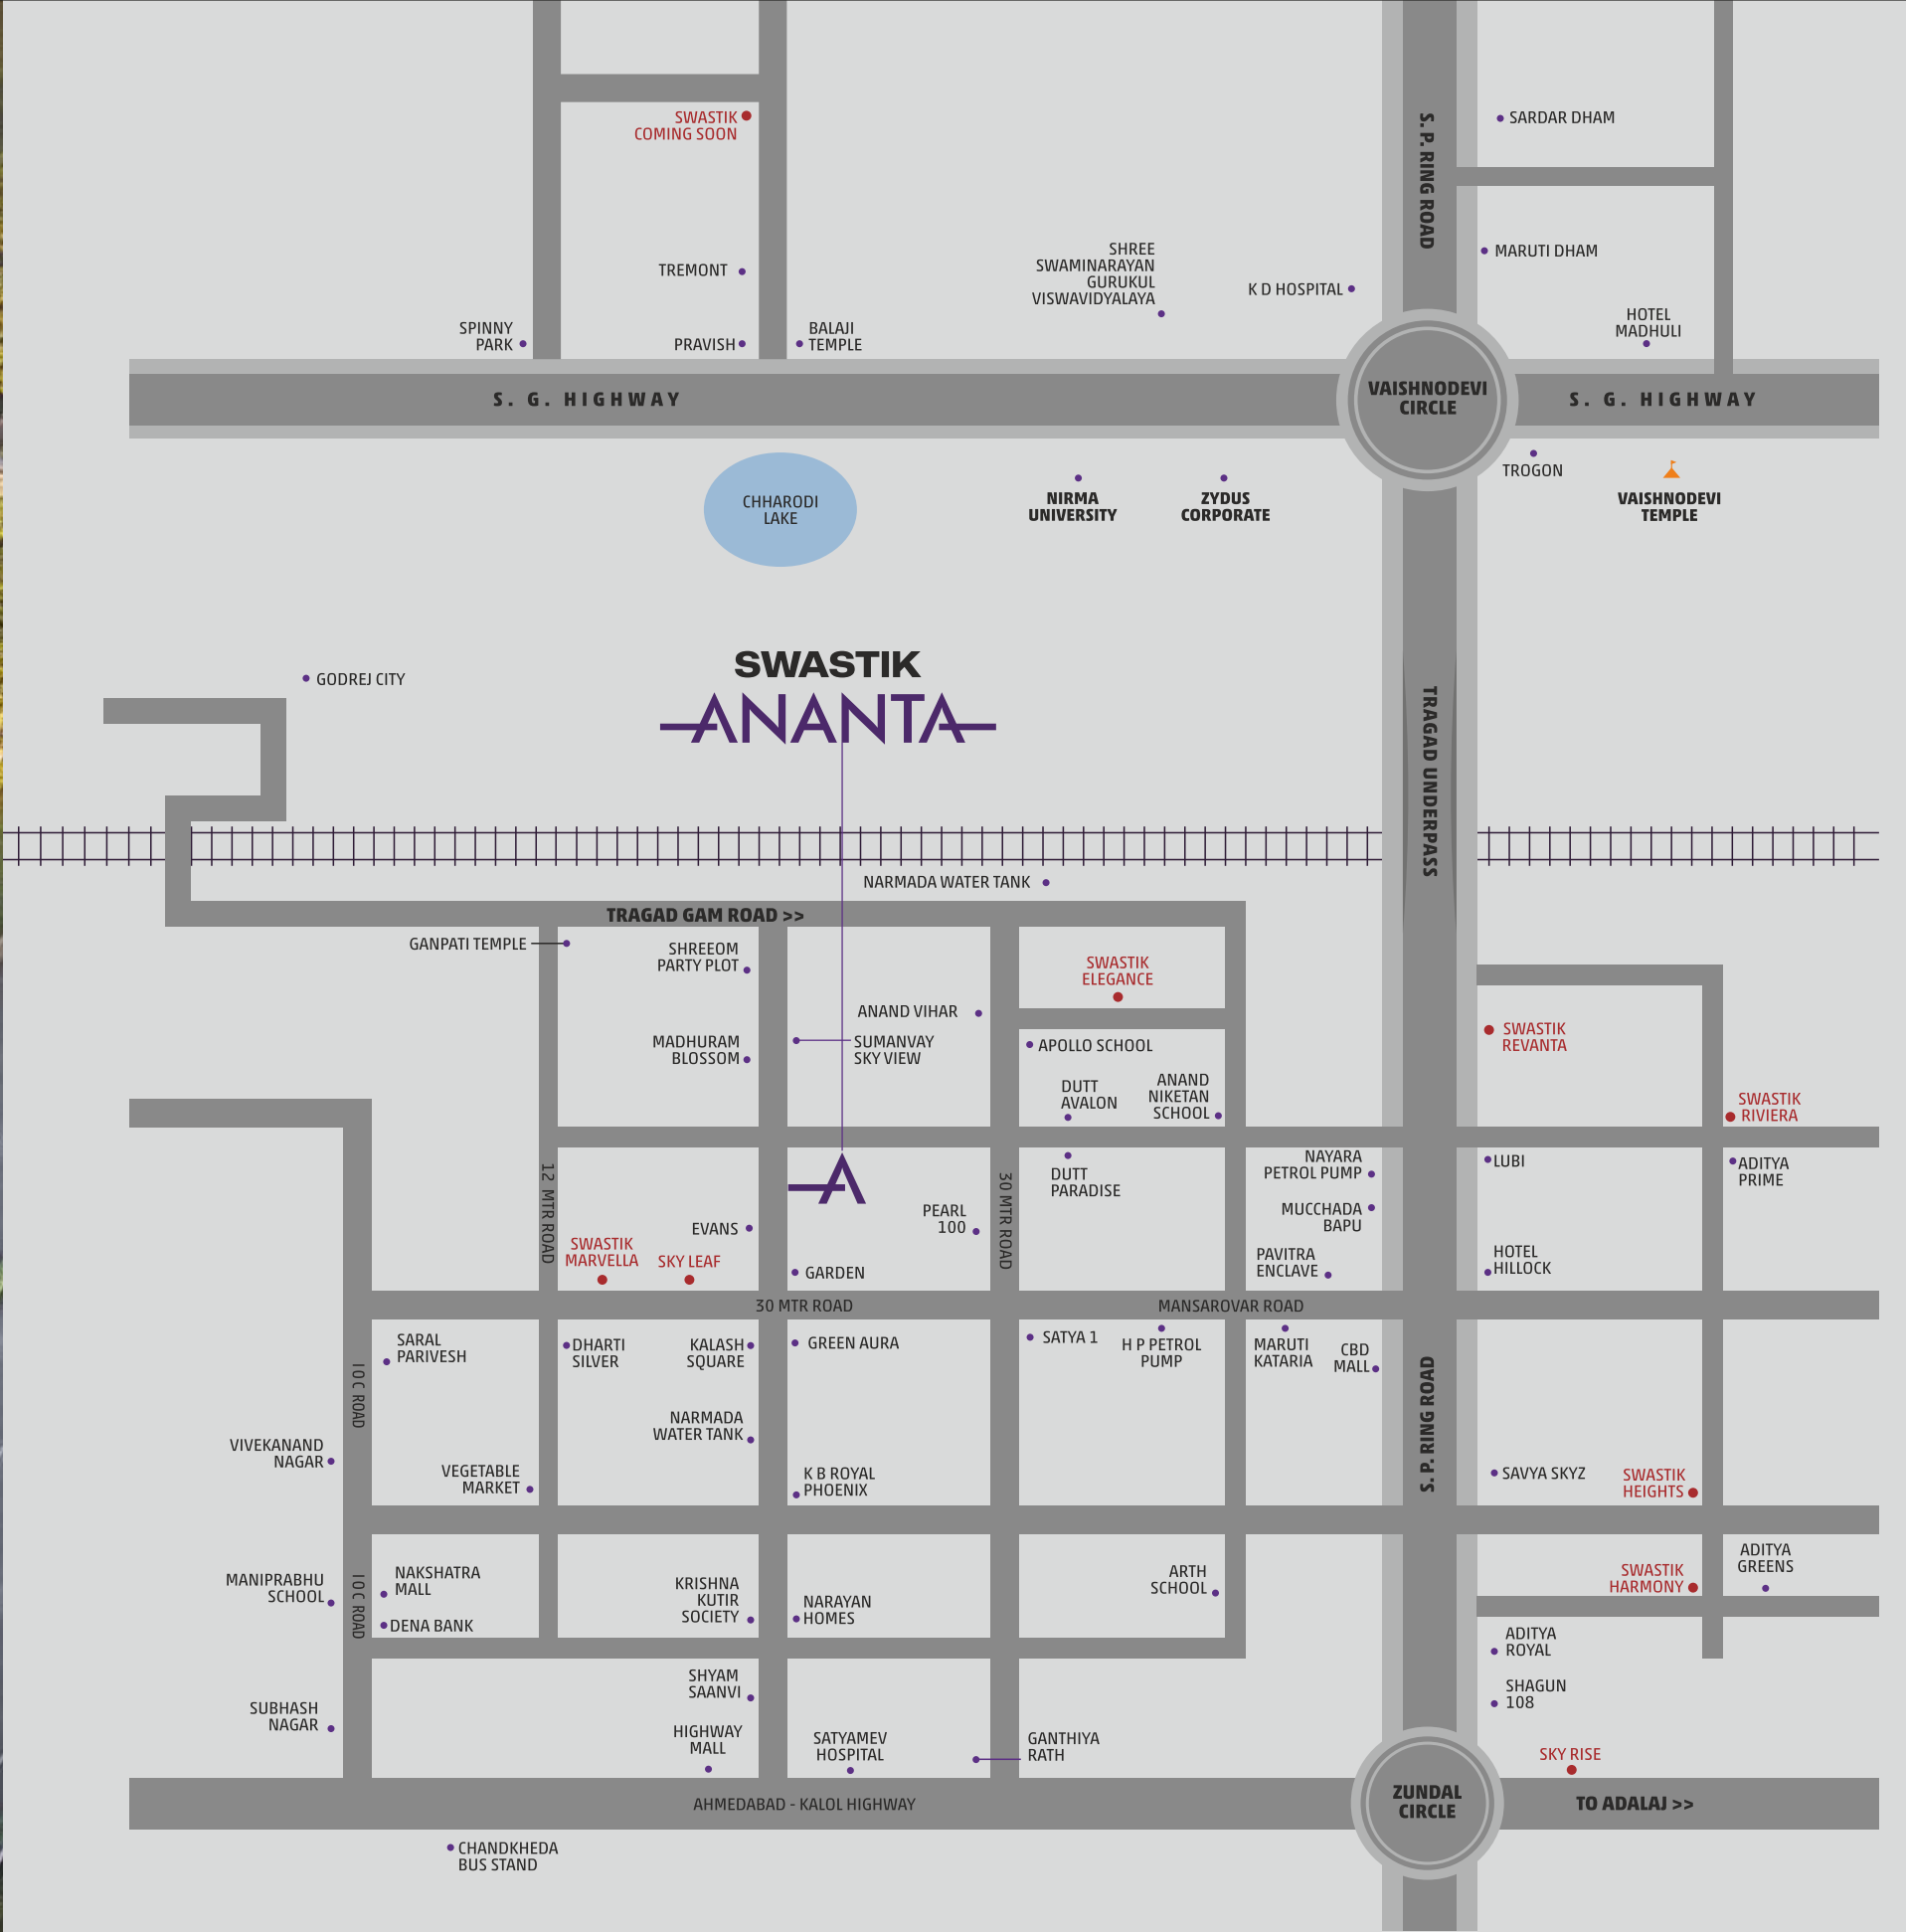 SWASTIK
COMING SOON
S. P. RING ROAD
SARDAR DHAM
TREMONT
SHREE
SWAMINARAYAN
GURUKUL
VISWAVIDYALAYA
K D HOSPITAL
MARUTI DHAM
HOTEL
MADHULI
SPINNY
PARK
PRAVISH
BALAJI
TEMPLE
S. G. HIGHWAY
VAISHNODEVI
CIRCLE
S. G. HIGHWAY
CHHARODI
LAKE
NIRMA
UNIVERSITY
ZYDUS
CORPORATE
TROGON
VAISHNODEVI
TEMPLE
GODREJ CITY
SWASTIK
ANANTA
TRAGAD UNDERPASS
NARMADA WATER TANK
TRAGAD GAM ROAD >>
GANPATI TEMPLE
SHREEOM
PARTY PLOT
SWASTIK
ELEGANCE
ANAND VIHAR
MADHURAM
BLOSSOM
SUMANVAY
SKY VIEW
APOLLO SCHOOL
DUTT
AVALON
ANAND
NIKETAN
SCHOOL
SWASTIK
REVANTA
SWASTIK
RIVIERA
12 MTR ROAD
A
30 MTR ROAD
DUTT
PARADISE
NAYARA
PETROL PUMP
LUBI
ADITYA
PRIME
MUCCHADA
BAPU
PEARL
100
EVANS
SWASTIK
MARVELLA
SKY LEAF
GARDEN
PAVITRA
ENCLAVE
HOTEL
HILLOCK
30 MTR ROAD
MANSAROVAR ROAD
SARAL
PARIVESH
DHARTI
SILVER
KALASH
SQUARE
GREEN AURA
SATYA 1
H P PETROL
PUMP
MARUTI
KATARIA
CBD
MALL
IOC ROAD
S. P. RING ROAD
NARMADA
WATER TANK
VIVEKANAND
NAGAR
VEGETABLE
MARKET
K B ROYAL
PHOENIX
SAVYA SKYZ
SWASTIK
HEIGHTS
MANIPRABHU
SCHOOL
IOC ROAD
NAKSHATRA
MALL
DENA BANK
KRISHNA
KUTIR
SOCIETY
NARAYAN
HOMES
ARTH
SCHOOL
SWASTIK
HARMONY
ADITYA
GREENS
ADITYA
ROYAL
SHYAM
SAANVI
SHAGUN
108
SUBHASH
NAGAR
HIGHWAY
MALL
SATYAMEV
HOSPITAL
GANTHIYA
RATH
SKY RISE
AHMEDABAD - KALOL HIGHWAY
ZUNDAL
CIRCLE
TO ADALAJ >>
CHANDKHEDA
BUS STAND